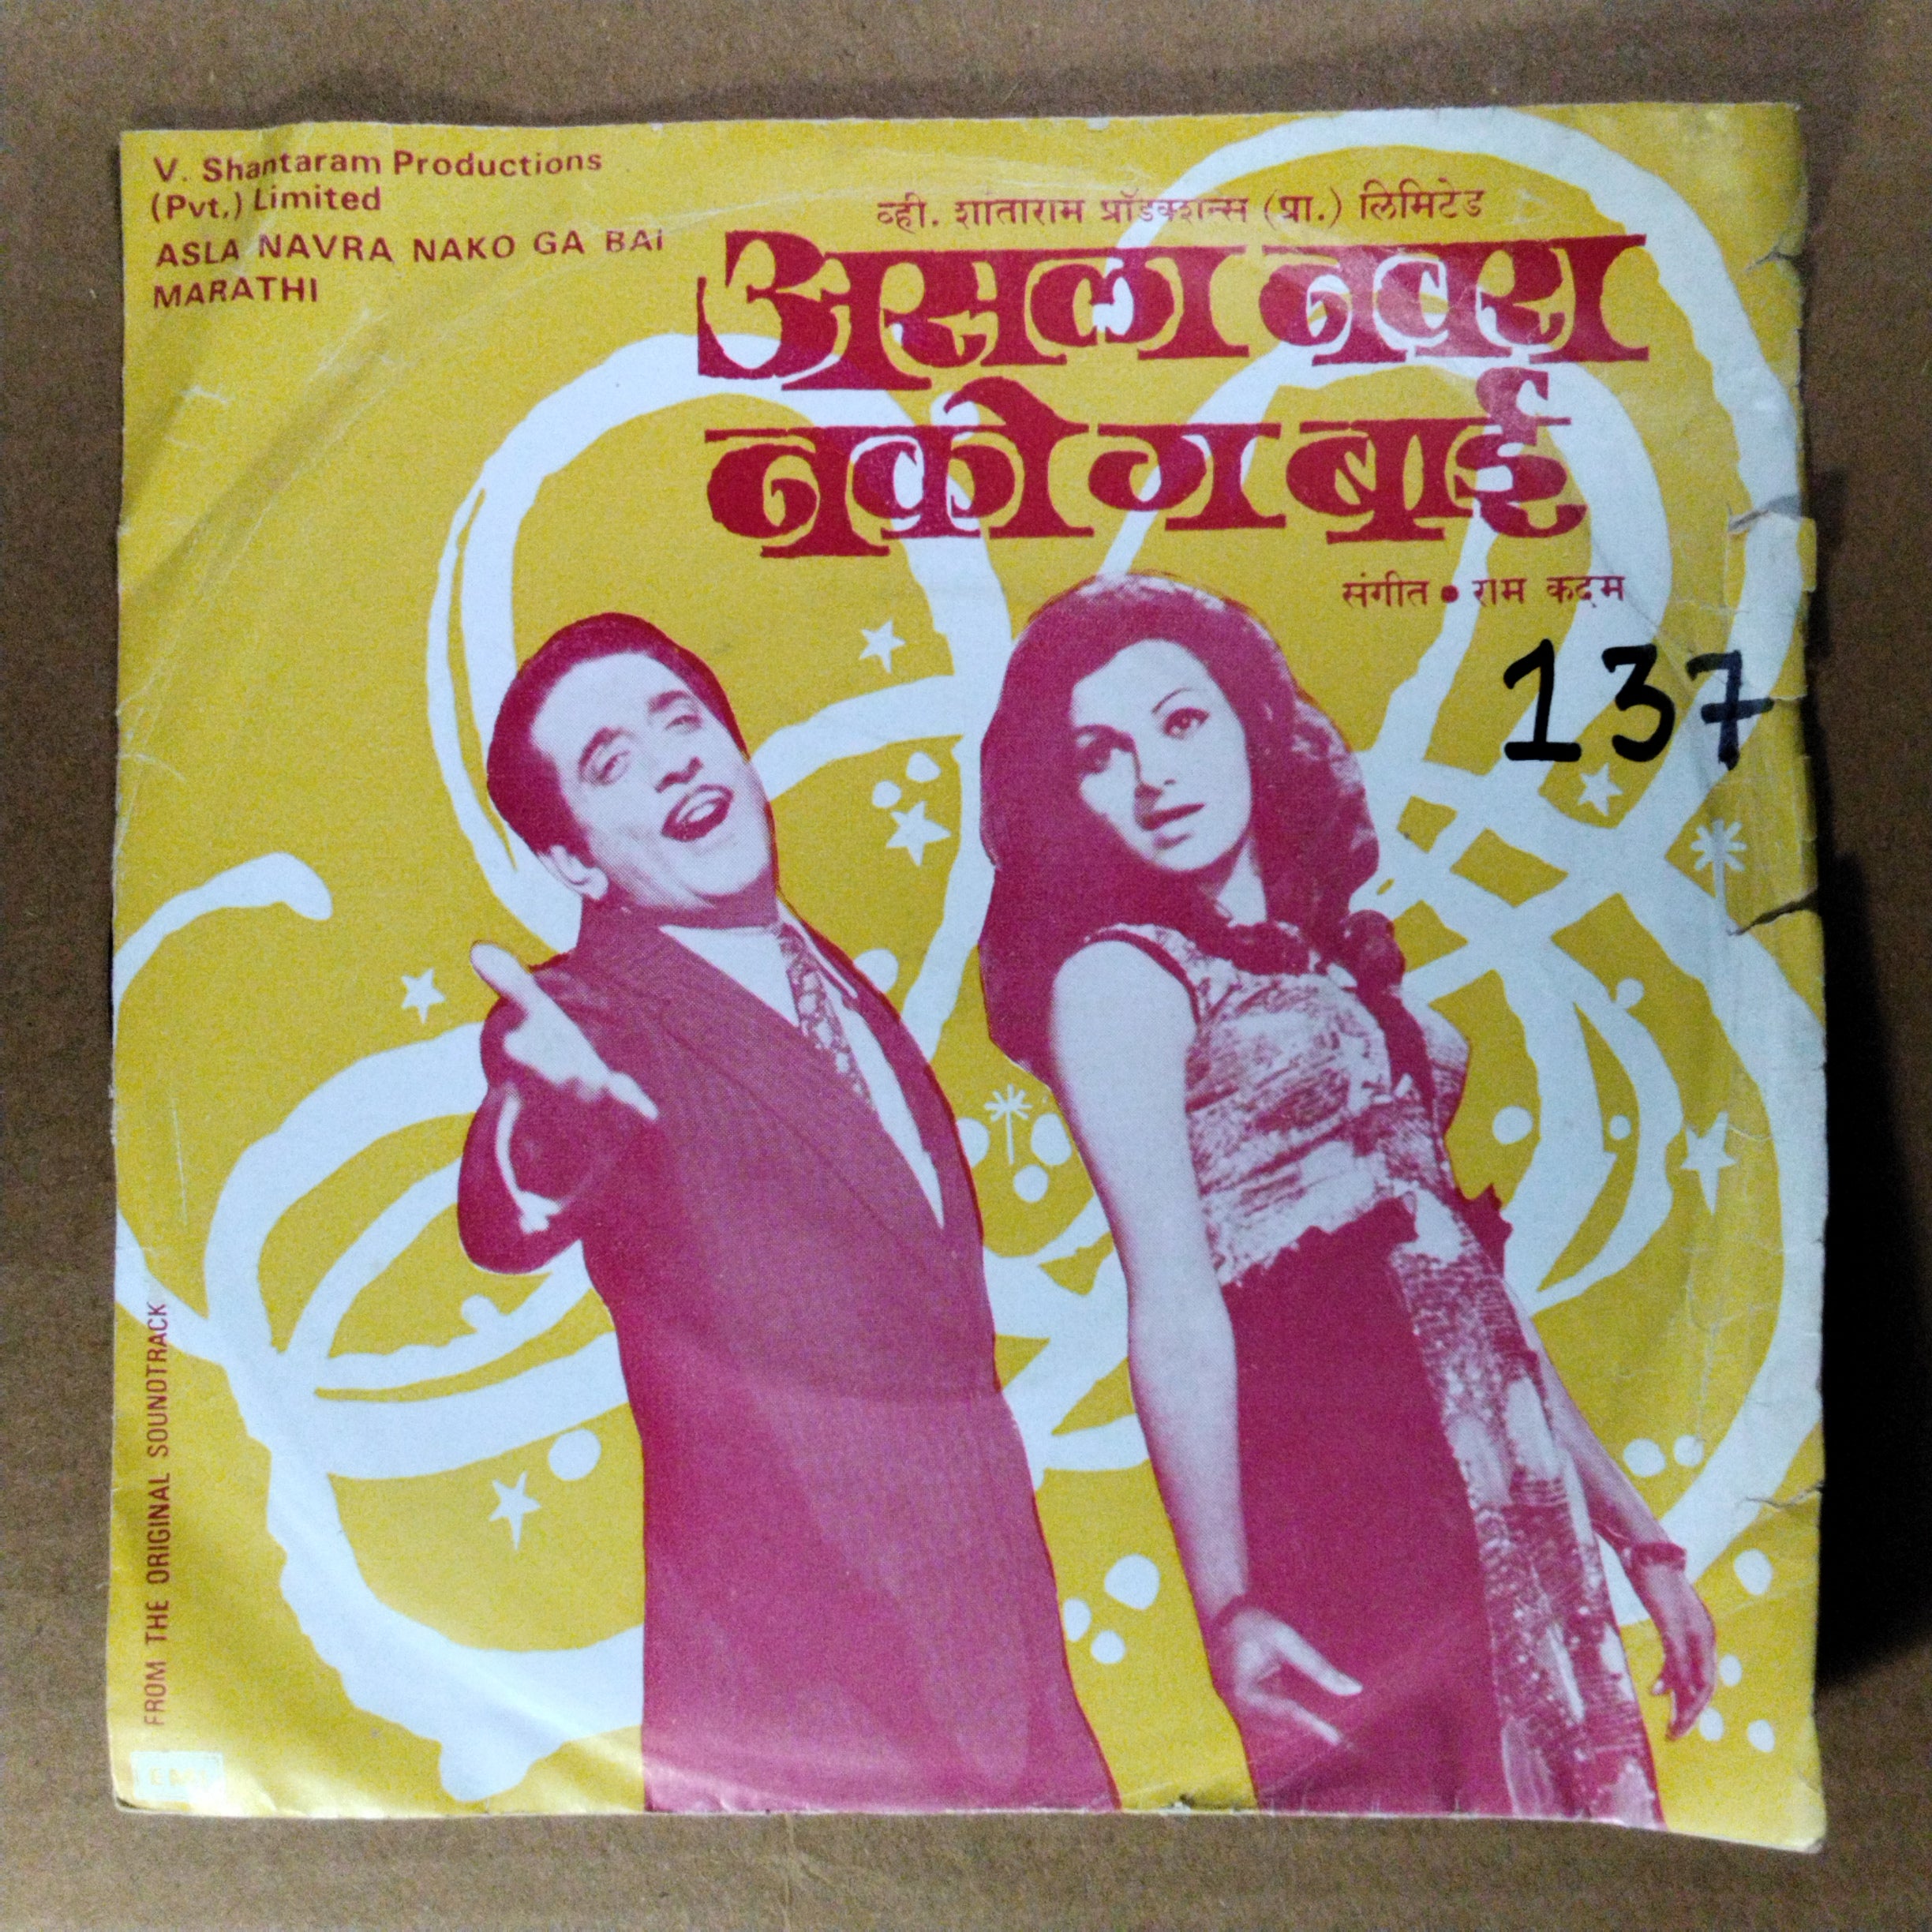 V. Shantaram Productions
(Pvt.) Limited
ASLA NAVRA NAKO GA BAI
MARATHI
व्ही. शांताराम प्रॉडक्शन्स (प्रा.) लिमिटेड
असला नवरा
नको ग बाई
संगीत • राम कदम
137
FROM THE ORIGINAL SOUNDTRACK
EMI